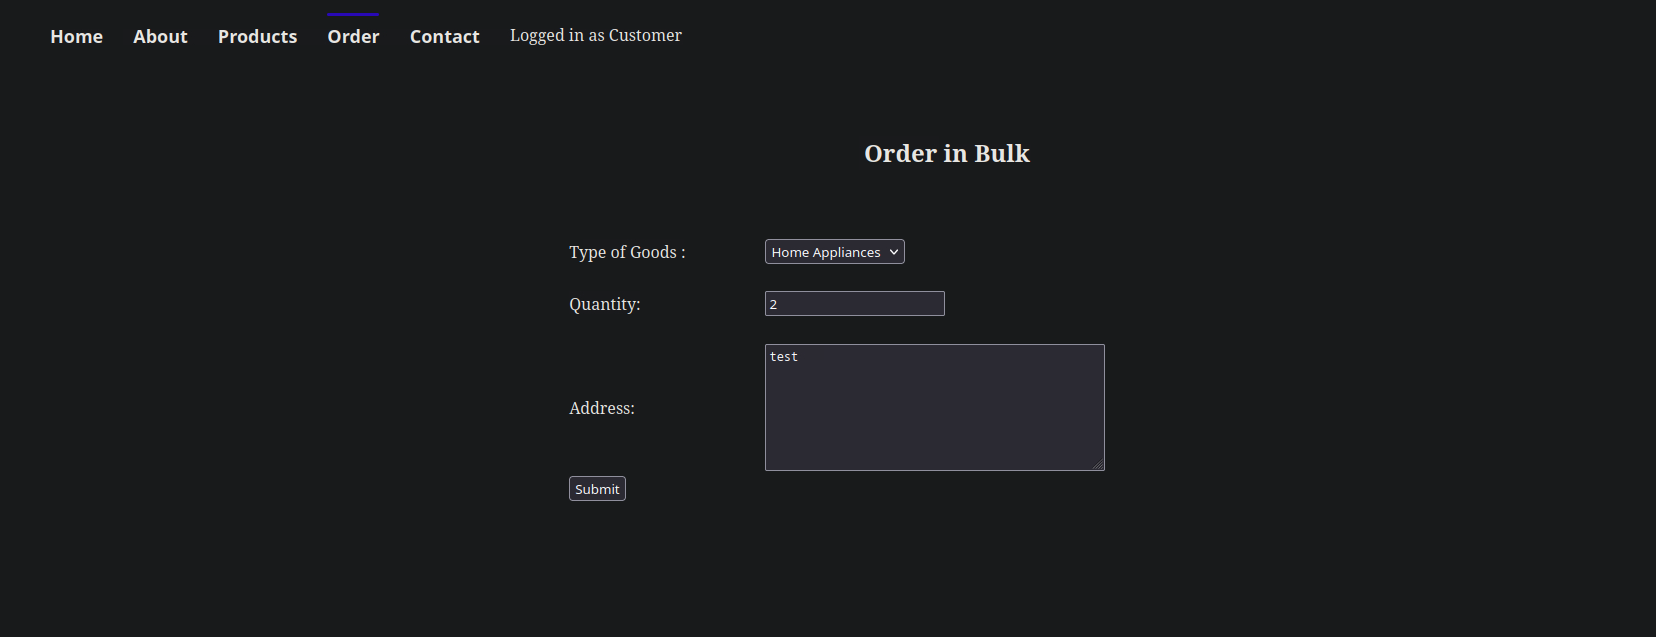 Home About Products Order Contact Logged in as Customer
Order in Bulk
Type of Goods : Home Appliances
Quantity: 2
test
Address:
Submit